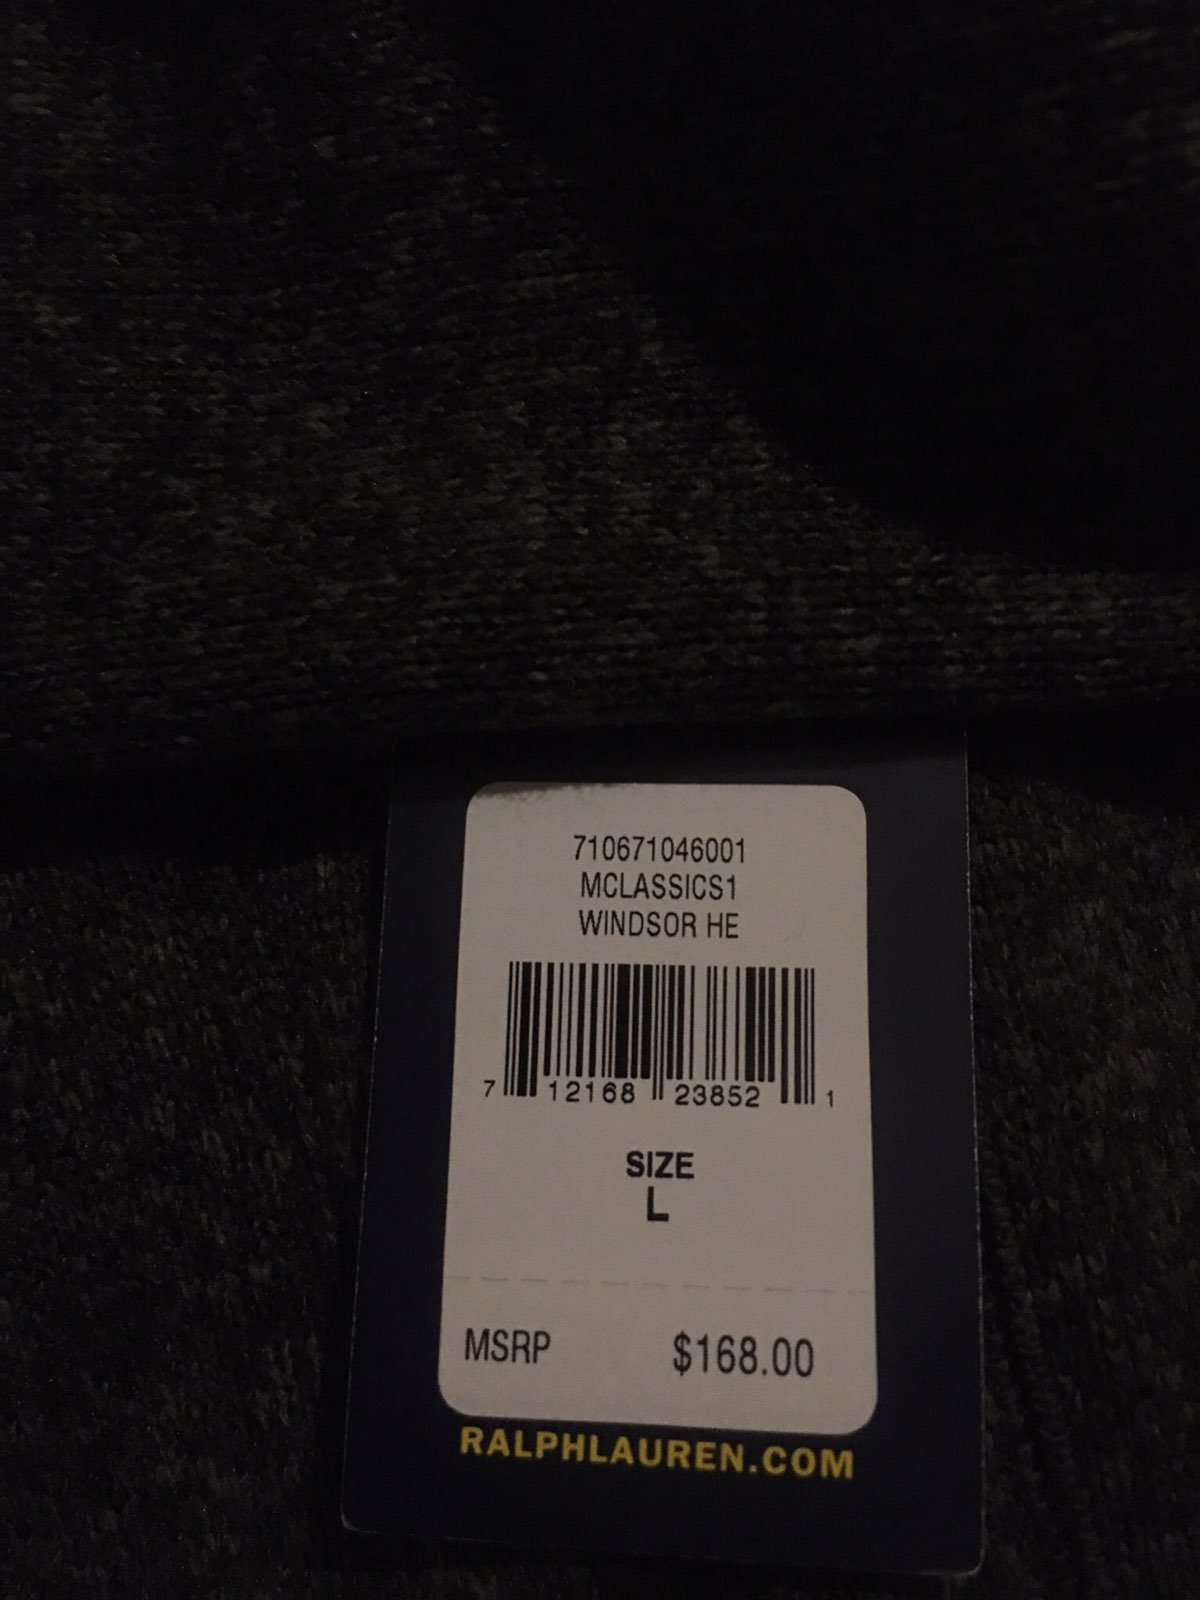 710671046001
MCLASSICS1
WINDSOR HE
7 12168 23852 1
SIZE
L
MSRP $168.00
RALPHLAUREN.COM